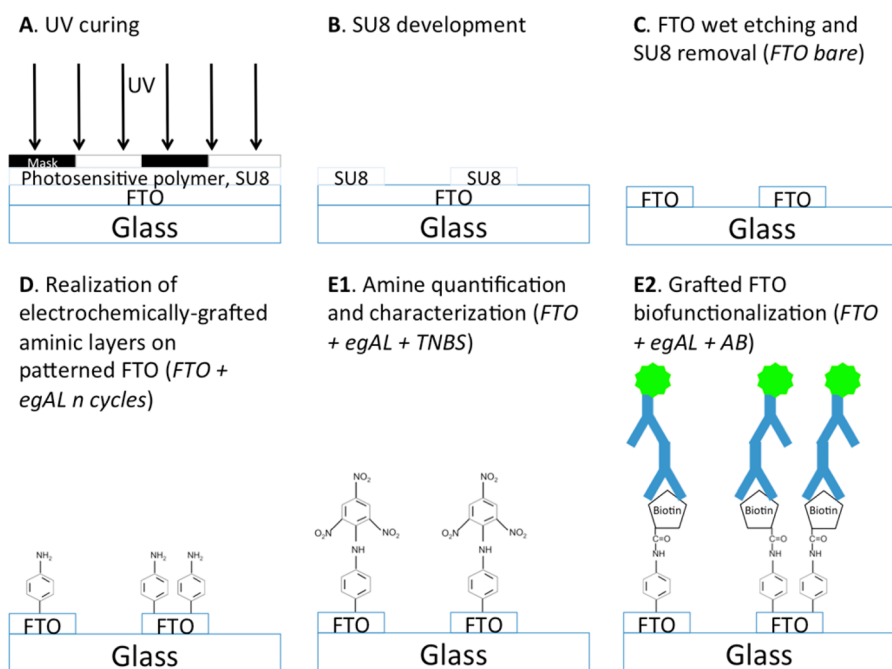 A. UV curing
UV
Mask
Photosensitive polymer, SU8
FTO
Glass
B. SU8 development
SU8 SU8
FTO
Glass
C. FTO wet etching and
SU8 removal (FTO bare)
FTO FTO
Glass
D. Realization of
electrochemically-grafted
aminic layers on
patterned FTO (FTO +
egAL n cycles)
NH₂ NH₂ NH₂
FTO FTO
Glass
E1. Amine quantification
and characterization (FTO
+ egAL + TNBS)
NO₂ NO₂
O₂N NO₂ O₂N NO₂
NH NH
FTO FTO
Glass
E2. Grafted FTO
biofunctionalization (FTO
+ egAL + AB)
Biotin Biotin Biotin
C=O C=O C=O
NH NH NH
FTO FTO
Glass